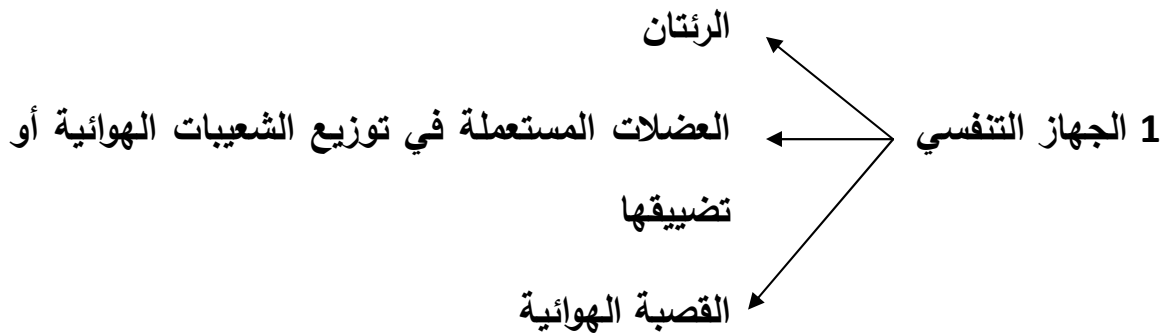 الرئتان
1 الجهاز التنفسي
العضلات المستعملة في توزيع الشعيبات الهوائية أو
تضييقها
القصبة الهوائية